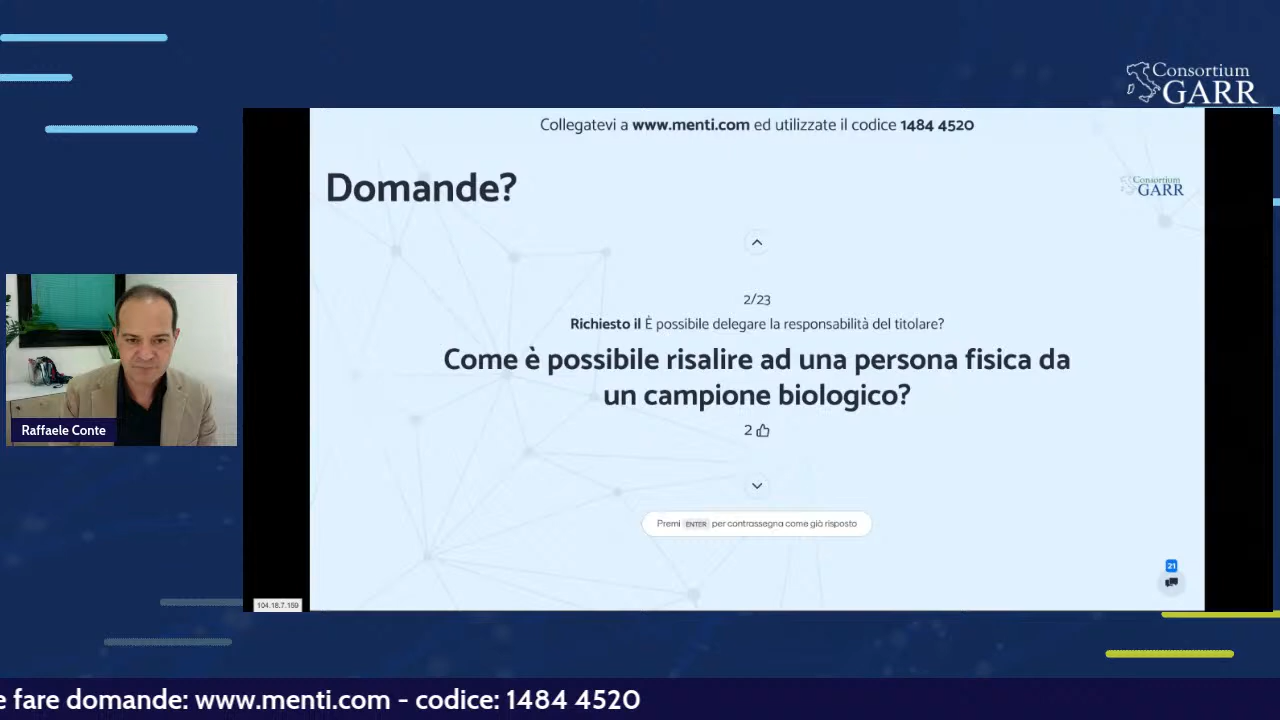 Consortium
GARR
Collegatevi a www.menti.com ed utilizzate il codice 1484 4520
Domande?
Consortium
GARR
2/23
Richiesto il È possibile delegare la responsabilità del titolare?
Come è possibile risalire ad una persona fisica da
un campione biologico?
2
Premi ENTER per contrassegna come già risposto
Raffaele Conte
21
104.18.7.159
e fare domande: www.menti.com - codice: 1484 4520